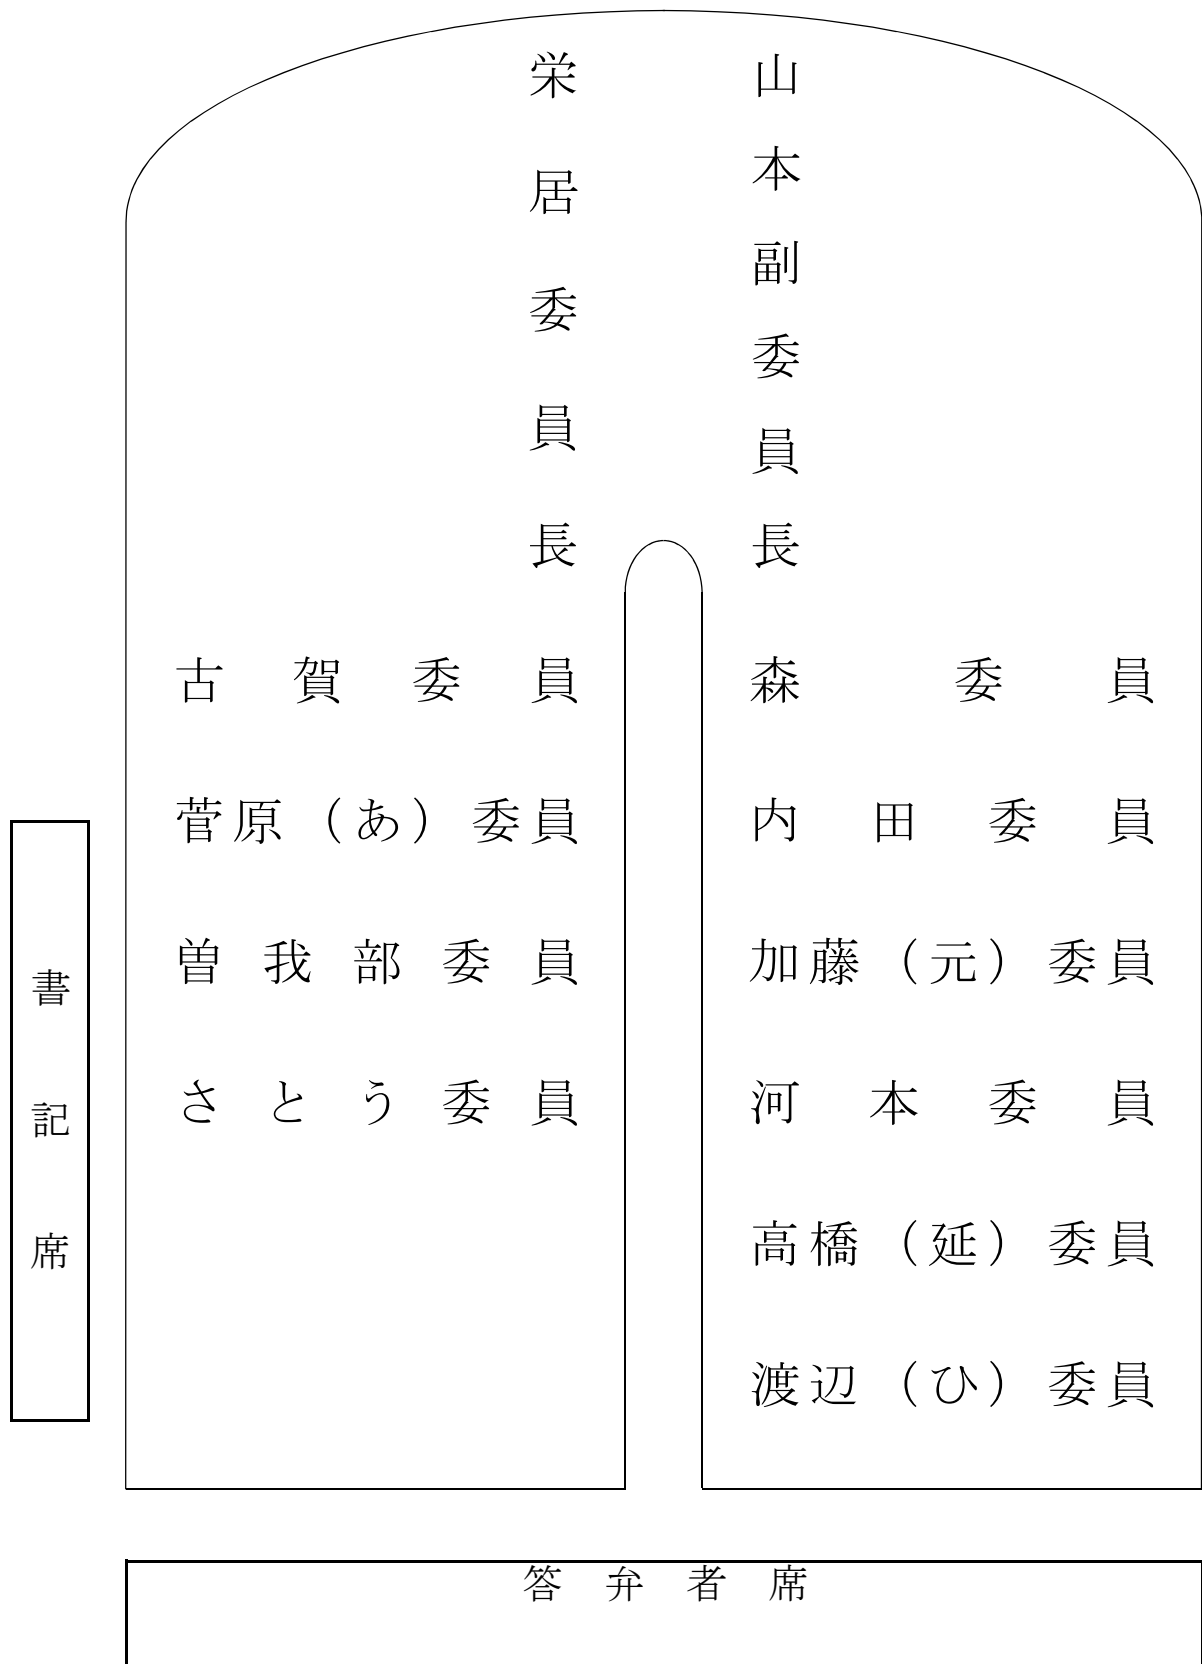 山本副委員長
栄居委員長
古賀委員
森委員
菅原（あ）委員
内田委員
曽我部委員
加藤（元）委員
さとう委員
河本委員
高橋（延）委員
渡辺（ひ）委員
書記席
答弁者席